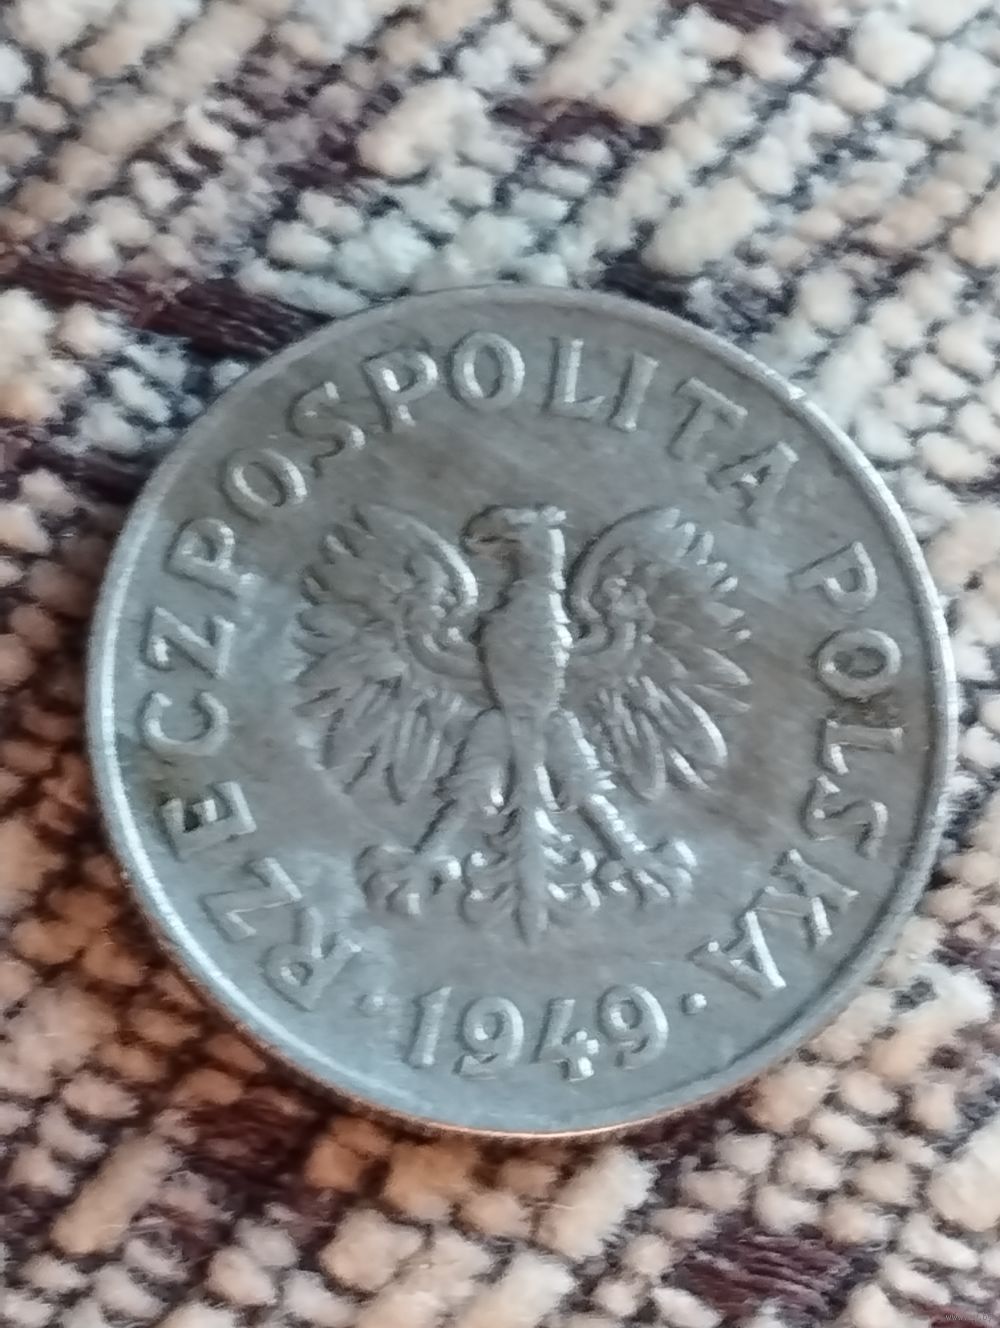 RZECZPOSPOLITA POLSKA
· 1949 ·